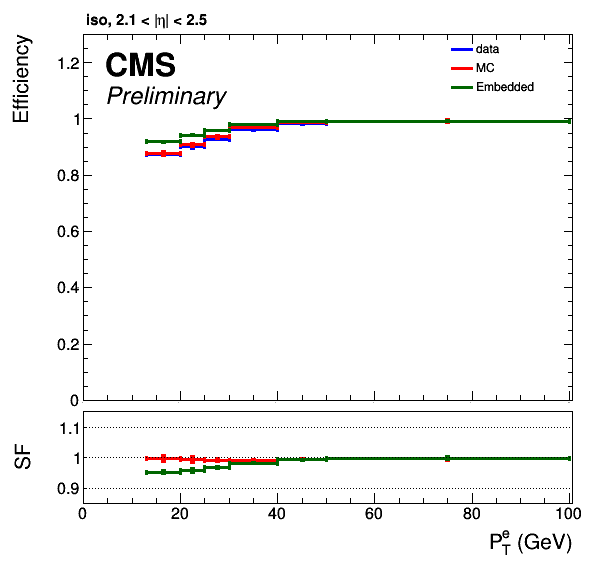 iso, 2.1 < |η| < 2.5
Efficiency
CMS
Preliminary
data
MC
Embedded
1.2
1
0.8
0.6
0.4
0.2
0
SF
1.1
1
0.9
0 20 40 60 80 100
P_T^e (GeV)